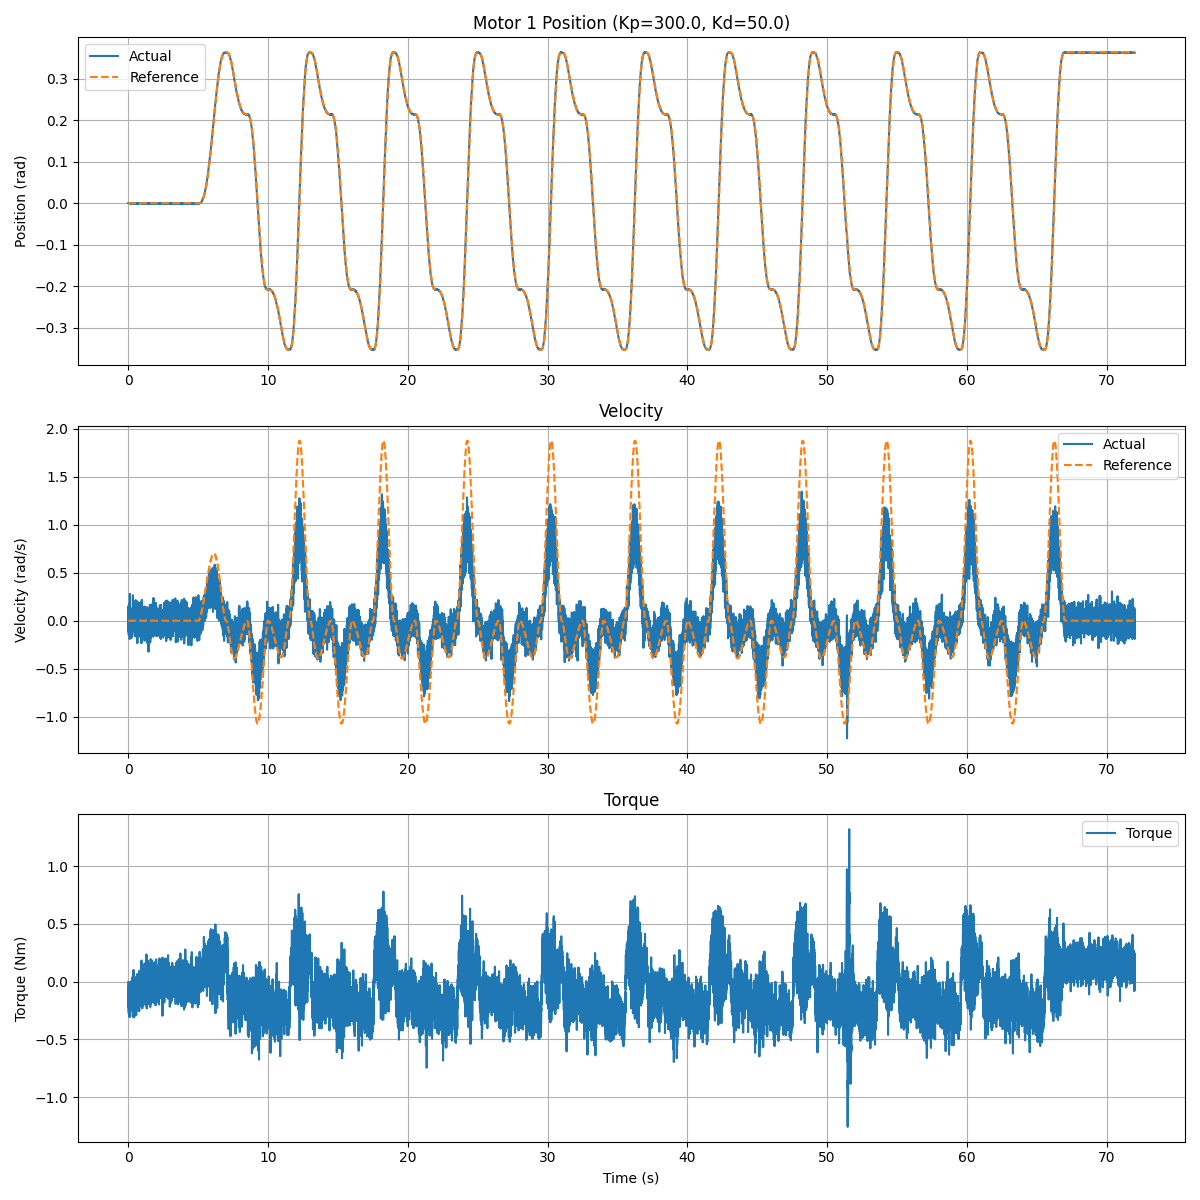 Motor 1 Position (Kp=300.0, Kd=50.0)
Actual
Reference
Position (rad)
0.3
0.2
0.1
0.0
−0.1
−0.2
−0.3
0 10 20 30 40 50 60 70
Velocity
Actual
Reference
Velocity (rad/s)
2.0
1.5
1.0
0.5
0.0
−0.5
−1.0
0 10 20 30 40 50 60 70
Torque
Torque
Torque (Nm)
1.0
0.5
0.0
−0.5
−1.0
0 10 20 30 40 50 60 70
Time (s)